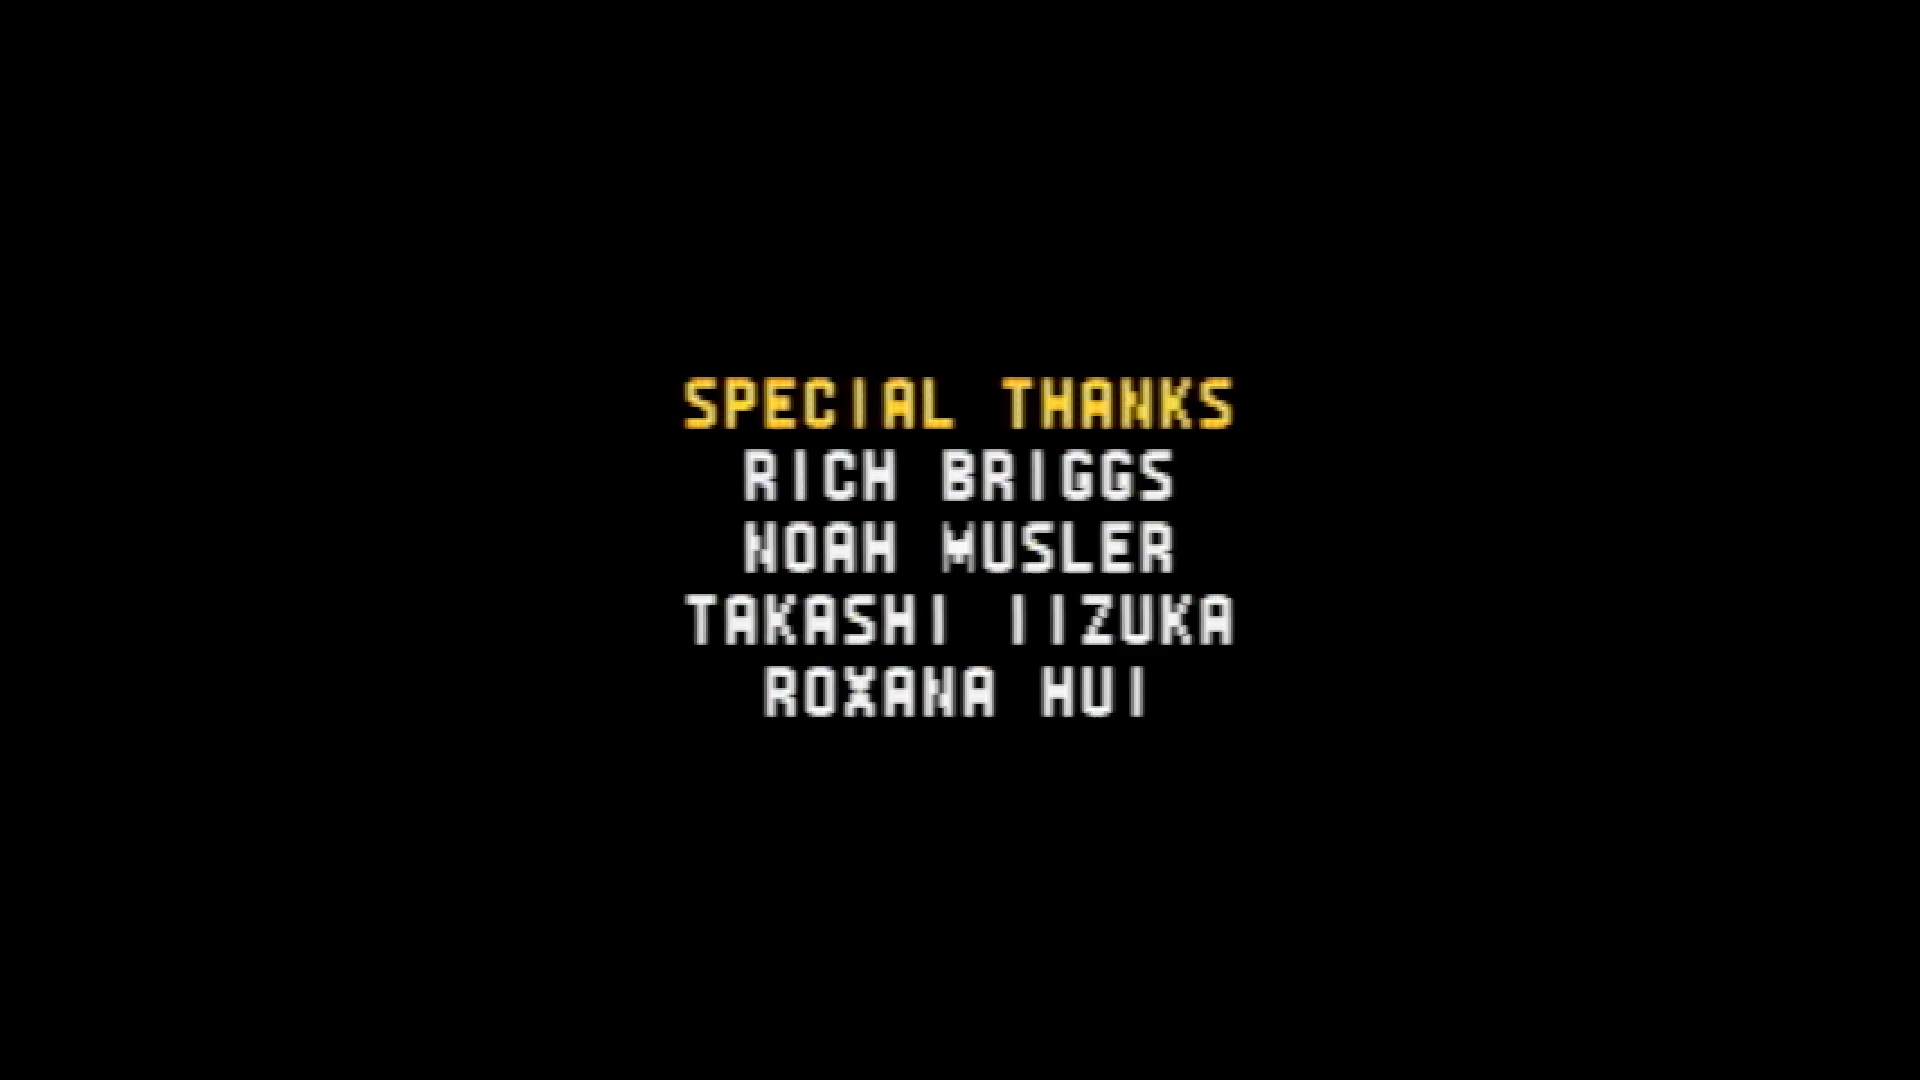 SPECIAL THANKS
RICH BRIGGS
NOAH MUSLER
TAKASHI IIZUKA
ROXANA HUI